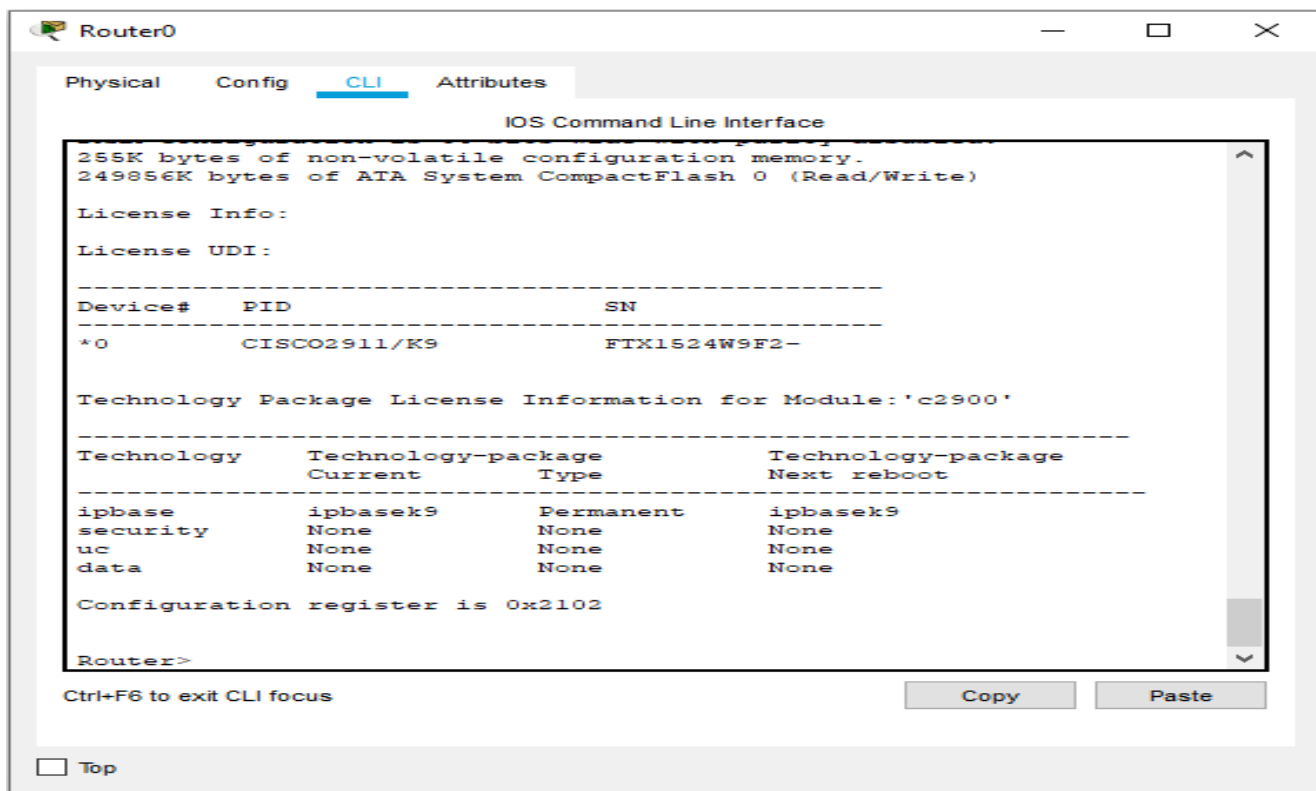 Router0
Physical Config CLI Attributes
IOS Command Line Interface
255K bytes of non-volatile configuration memory.
249856K bytes of ATA System CompactFlash 0 (Read/Write)
License Info:
License UDI:
-------------------------------------------------
Device# PID SN
-------------------------------------------------
*0 CISCO2911/K9 FTX1524W9F2-
Technology Package License Information for Module:'c2900'
----------------------------------------------------------------
Technology Technology-package Technology-package
Current Type Next reboot
-----------------------------------------------------------------
ipbase ipbasek9 Permanent ipbasek9
security None None None
uc None None None
data None None None
Configuration register is 0x2102
Router>
Ctrl+F6 to exit CLI focus
Copy Paste
Top